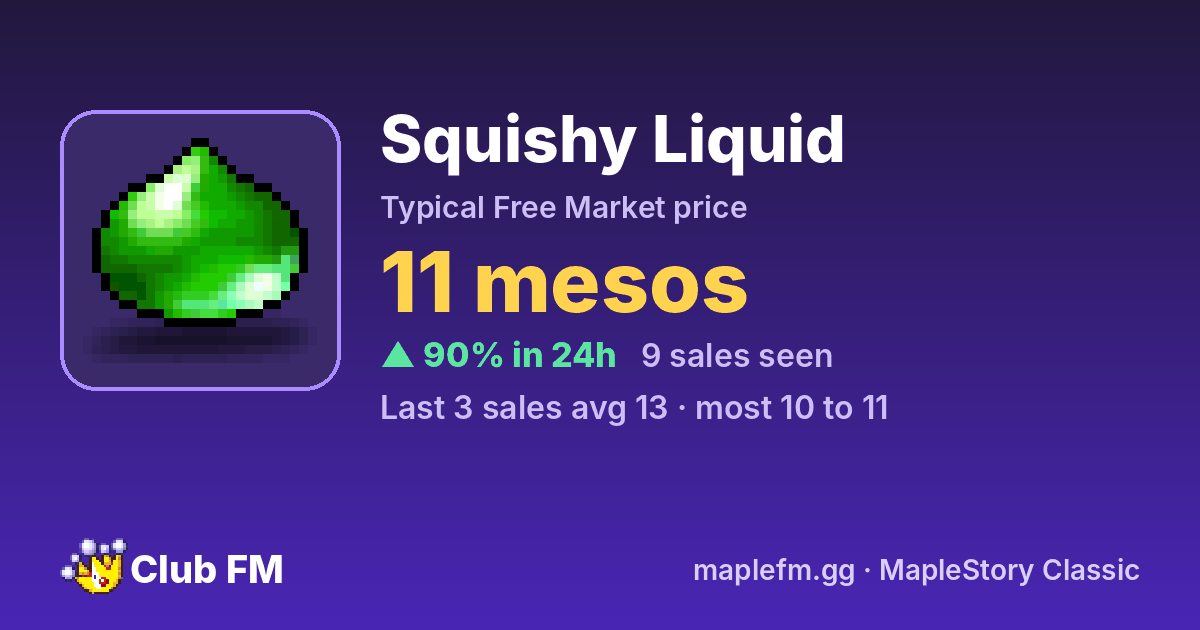 Squishy Liquid
Typical Free Market price
11 mesos
▲ 90% in 24h 9 sales seen
Last 3 sales avg 13 · most 10 to 11
Club FM
maplefm.gg · MapleStory Classic